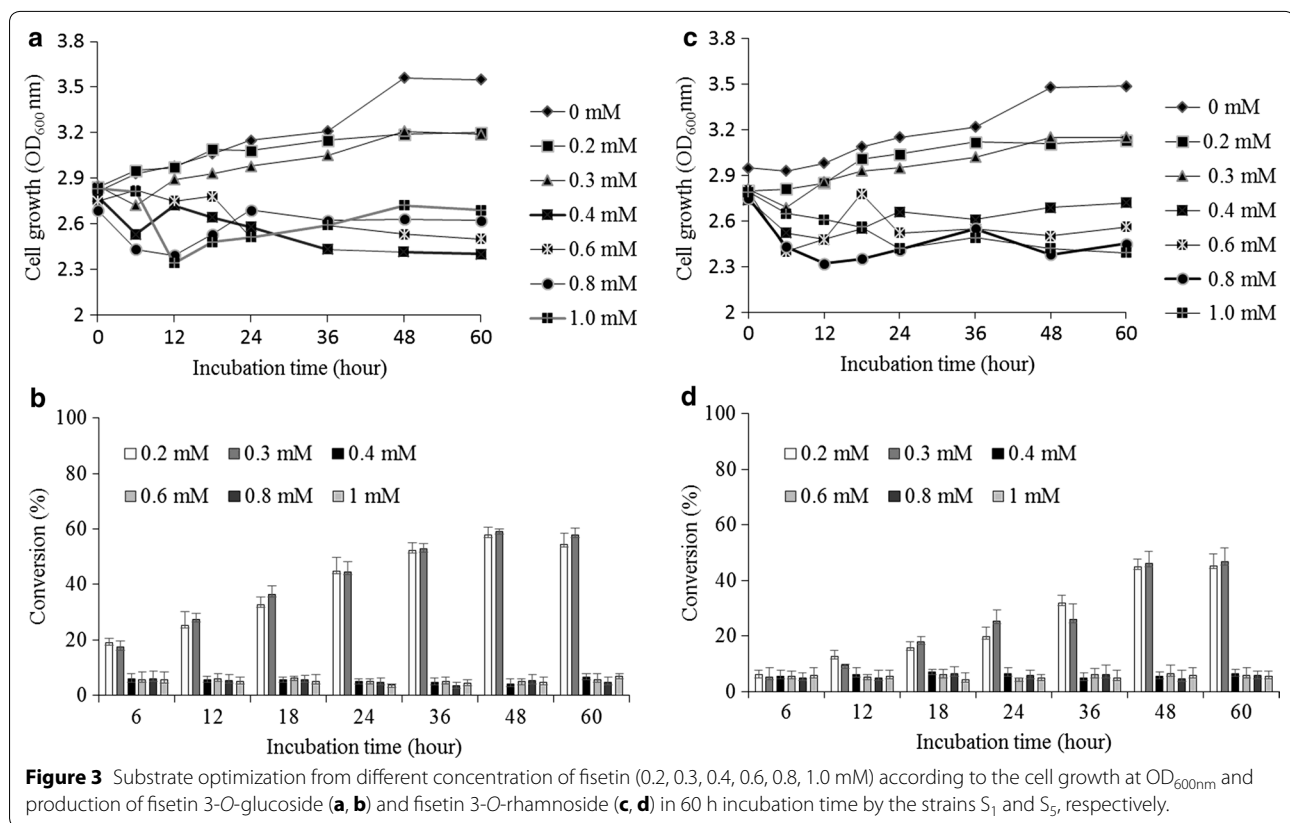 a
3.8
3.5
3.2
2.9
2.6
2.3
2
Cell growth (OD600nm)
0 12 24 36 48 60
Incubation time (hour)
0 mM
0.2 mM
0.3 mM
0.4 mM
0.6 mM
0.8 mM
1.0 mM
c
3.8
3.5
3.2
2.9
2.6
2.3
2
Cell growth (OD600nm)
0 12 24 36 48 60
Incubation time (hour)
0 mM
0.2 mM
0.3 mM
0.4 mM
0.6 mM
0.8 mM
1.0 mM
b
100
80
60
40
20
0
Conversion (%)
0.2 mM 0.3 mM 0.4 mM
0.6 mM 0.8 mM 1 mM
6 12 18 24 36 48 60
Incubation time (hour)
d
100
80
60
40
20
0
Conversion (%)
0.2 mM 0.3 mM 0.4 mM
0.6 mM 0.8 mM 1 mM
6 12 18 24 36 48 60
Incubation time (hour)
Figure 3 Substrate optimization from different concentration of fisetin (0.2, 0.3, 0.4, 0.6, 0.8, 1.0 mM) according to the cell growth at OD600nm and
production of fisetin 3-O-glucoside (a, b) and fisetin 3-O-rhamnoside (c, d) in 60 h incubation time by the strains S1 and S5, respectively.